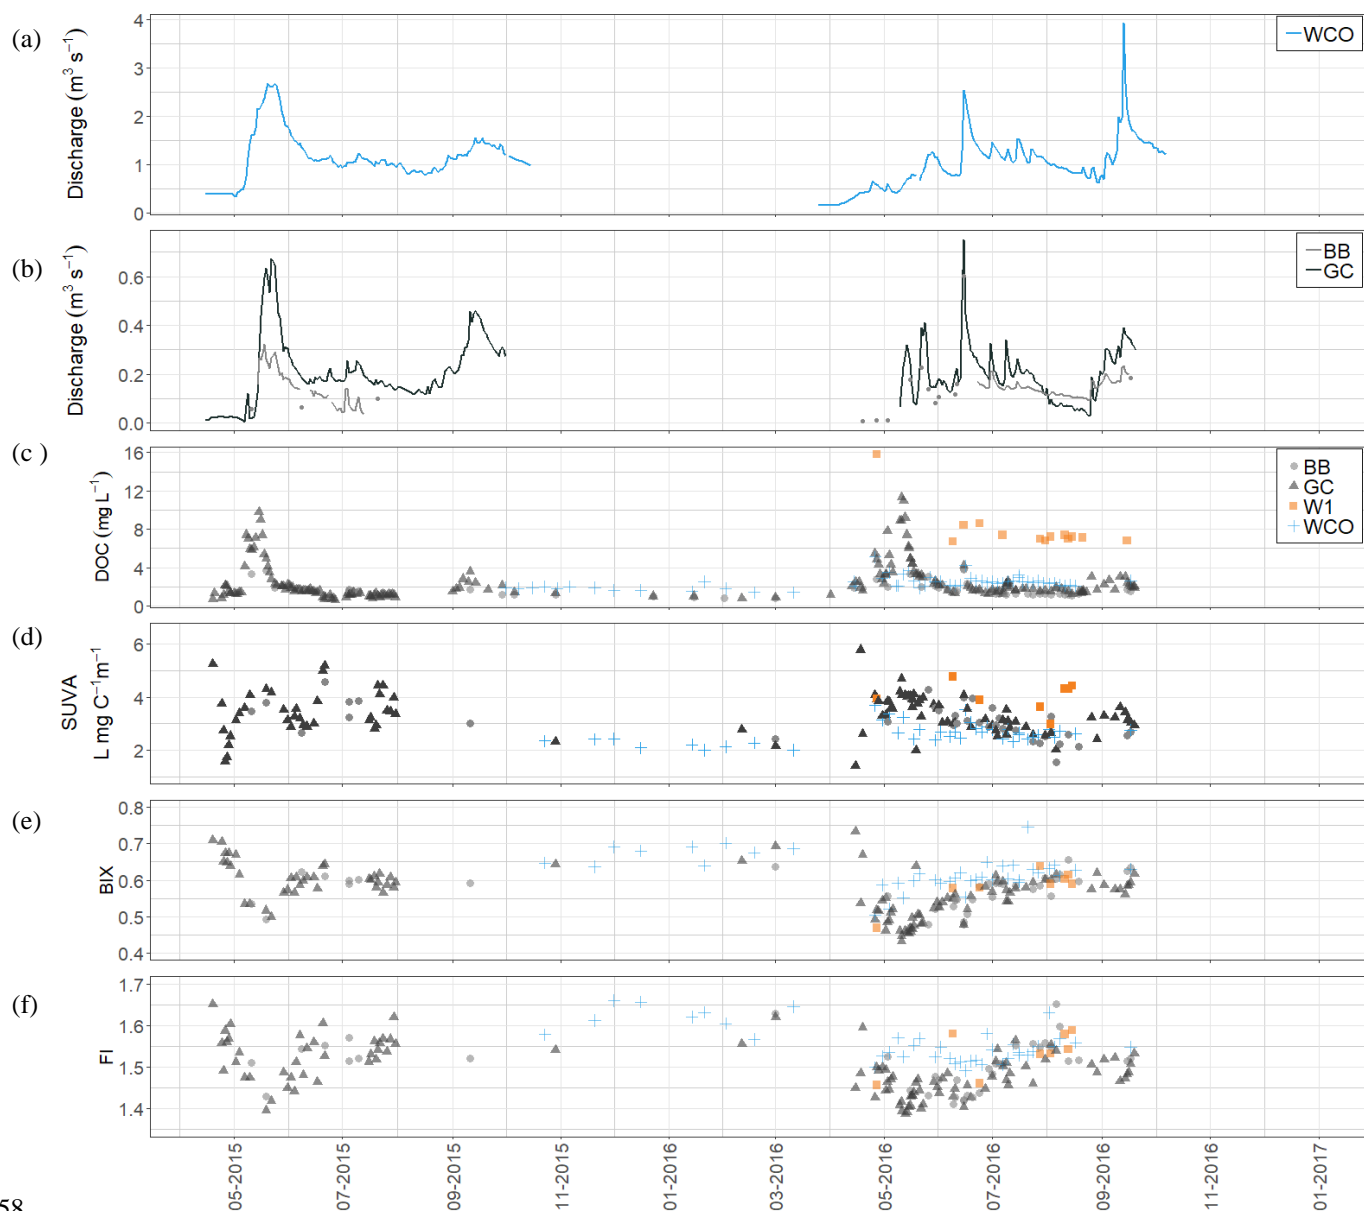 (a)
Discharge (m³ s⁻¹)
4
3
2
1
0
WCO
(b)
Discharge (m³ s⁻¹)
0.6
0.4
0.2
0.0
BB
GC
(c )
DOC (mg L⁻¹)
16
12
8
4
0
BB
GC
W1
WCO
(d)
SUVA
L mg C⁻¹m⁻¹
6
4
2
(e)
BIX
0.8
0.7
0.6
0.5
0.4
(f)
FI
1.7
1.6
1.5
1.4
05-2015
07-2015
09-2015
11-2015
01-2016
03-2016
05-2016
07-2016
09-2016
11-2016
01-2017
58